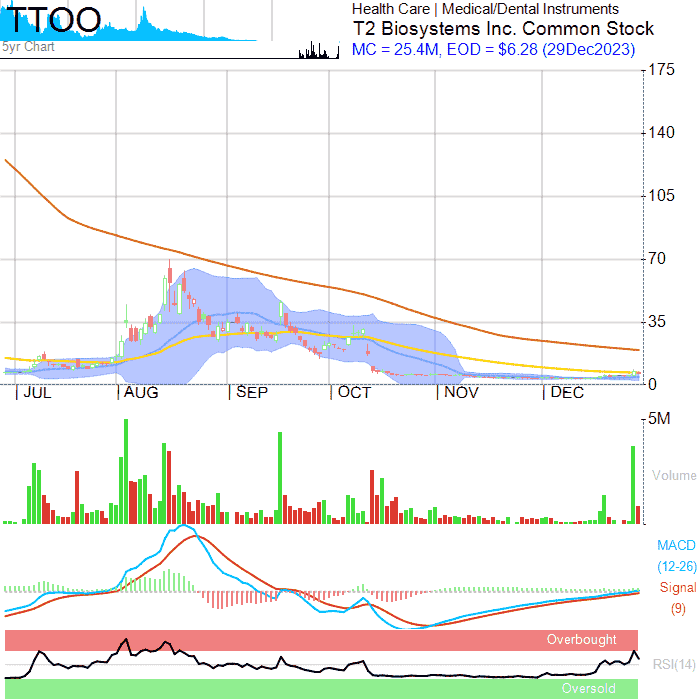 TTOO
5yr Chart
Health Care | Medical/Dental Instruments
T2 Biosystems Inc. Common Stock
MC = 25.4M, EOD = $6.28 (29Dec2023)
175
140
105
70
35
0
JUL AUG SEP OCT NOV DEC
5M
Volume
MACD
(12-26)
Signal
(9)
Overbought
RSI(14)
Oversold